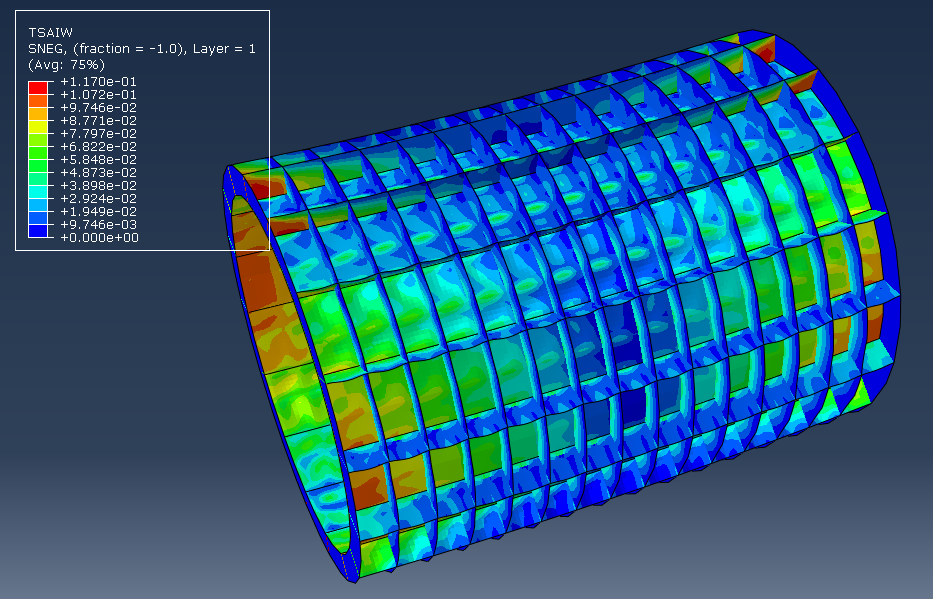 TSAIW
SNEG, (fraction = -1.0), Layer = 1
(Avg: 75%)
+1.170e-01
+1.072e-01
+9.746e-02
+8.771e-02
+7.797e-02
+6.822e-02
+5.848e-02
+4.873e-02
+3.898e-02
+2.924e-02
+1.949e-02
+9.746e-03
+0.000e+00